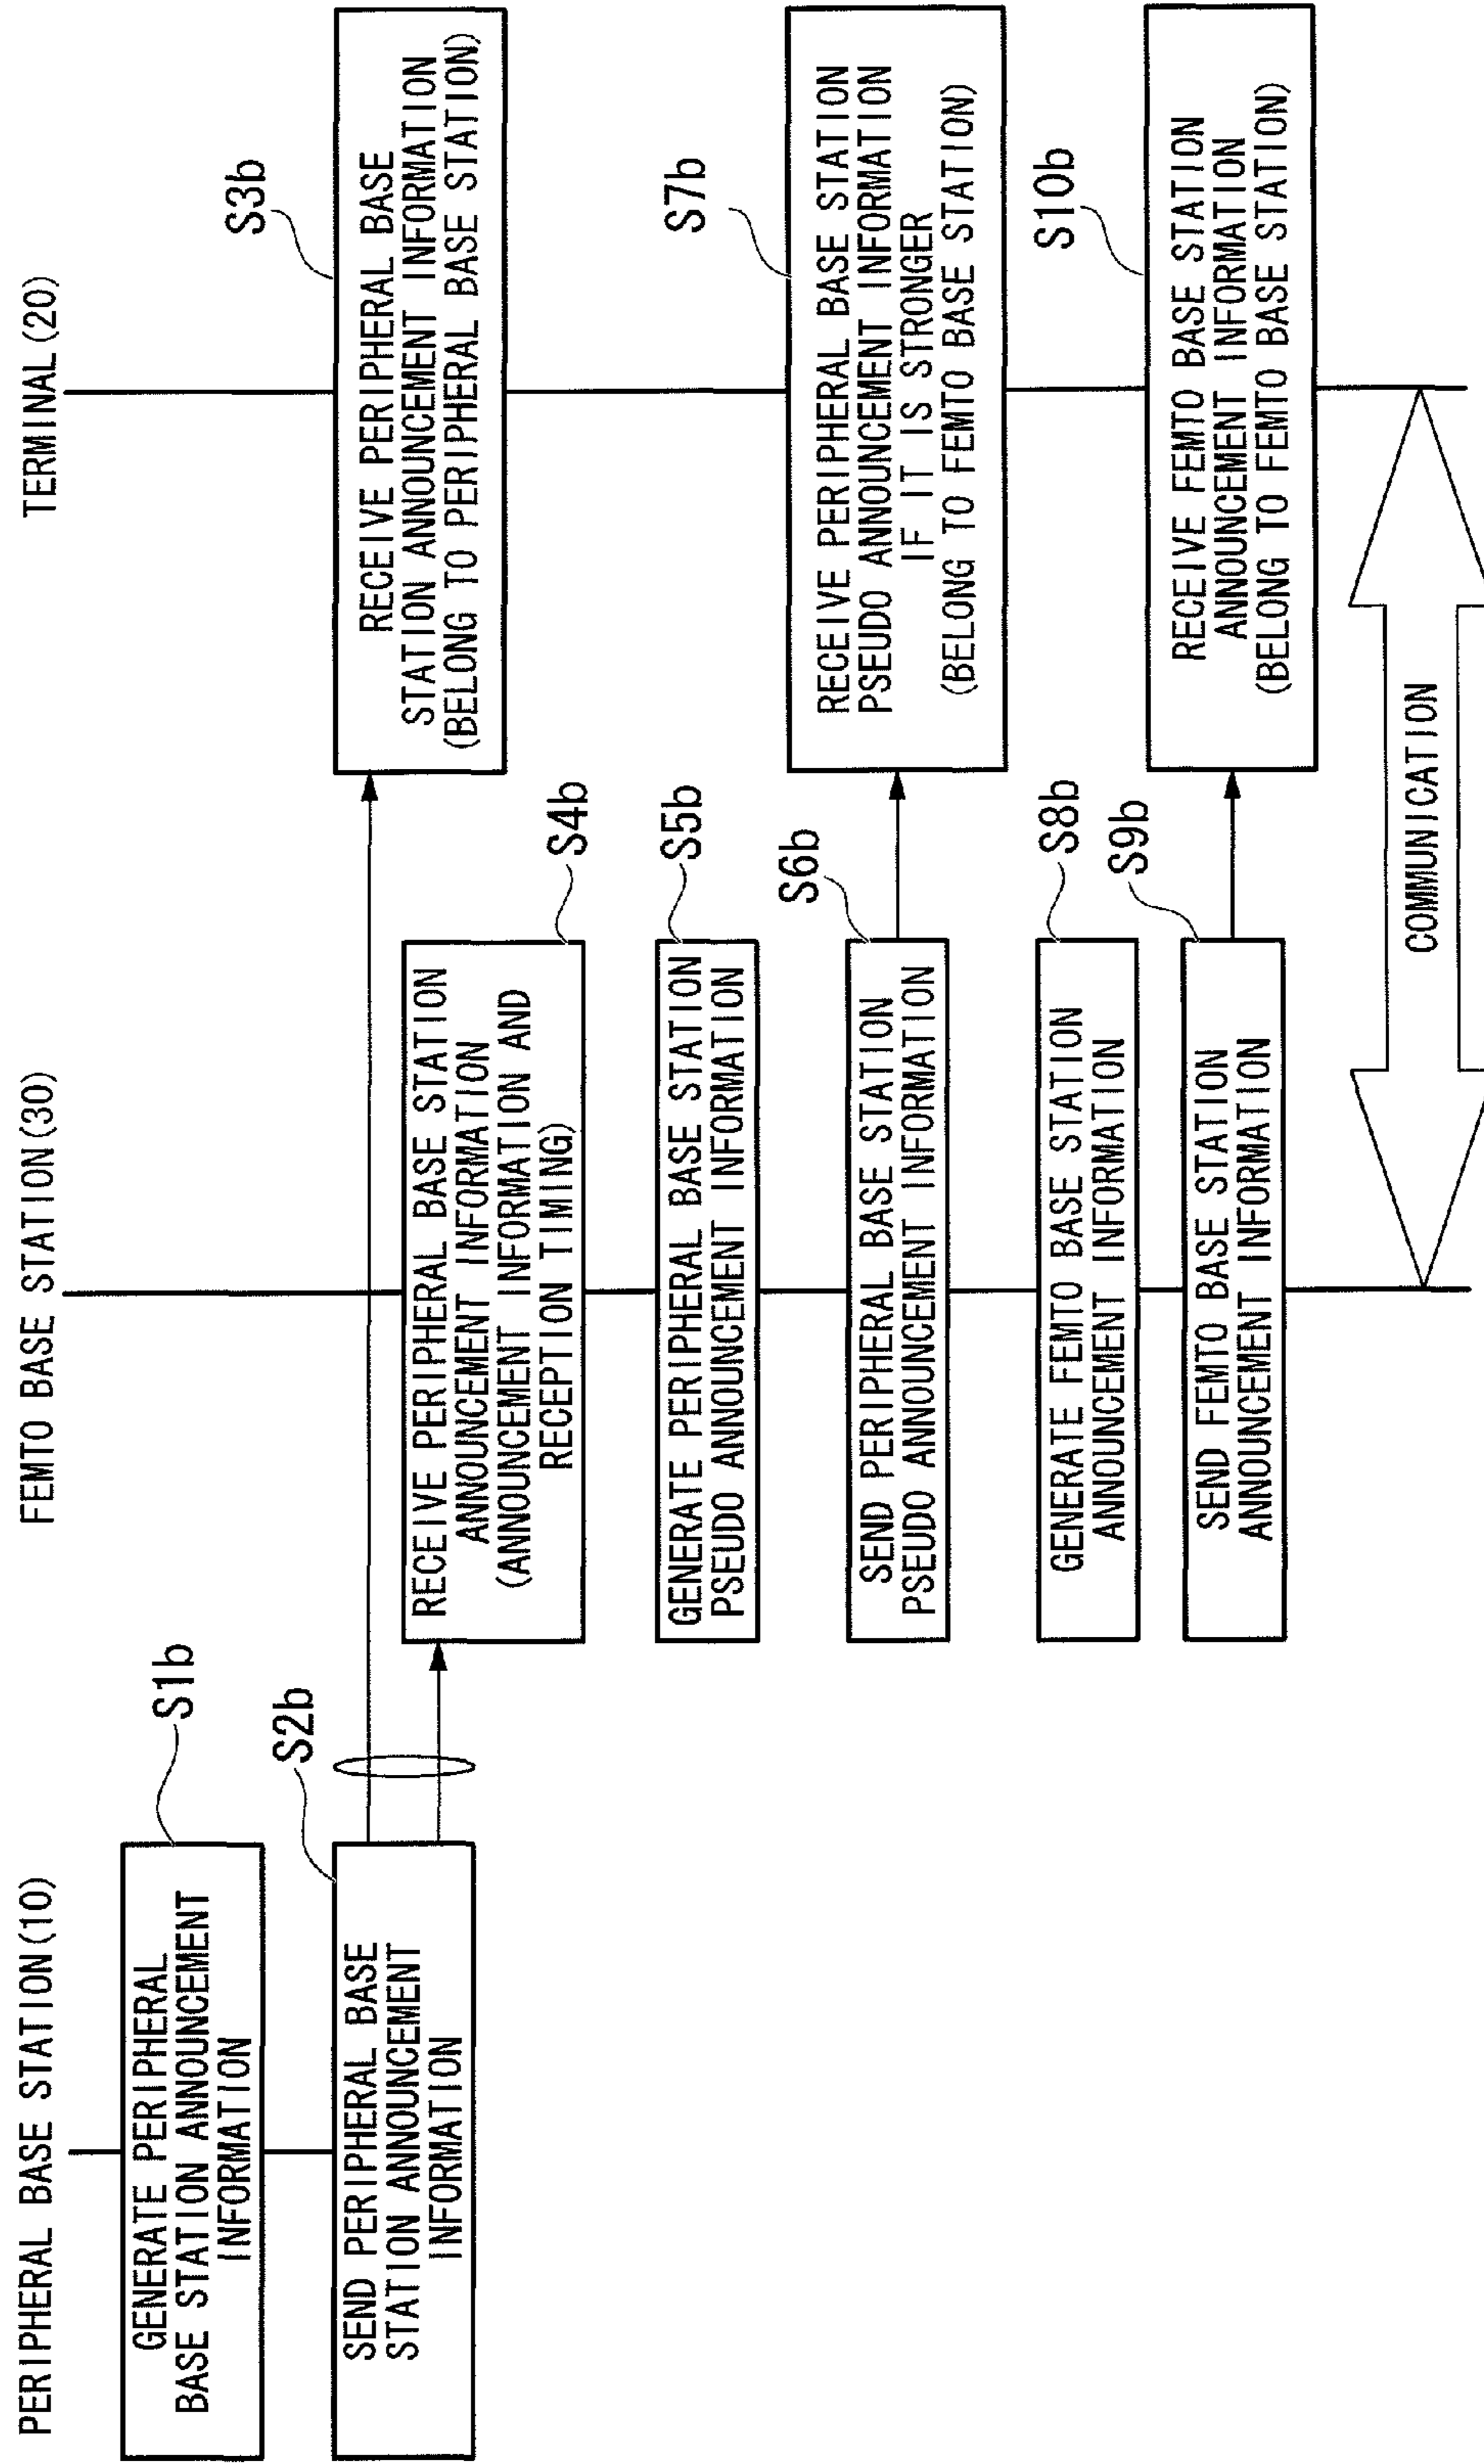 PERIPHERAL BASE STATION(10)
FEMTO BASE STATION(30)
TERMINAL(20)
GENERATE PERIPHERAL
BASE STATION ANNOUNCEMENT
INFORMATION
S1b
SEND PERIPHERAL BASE
STATION ANNOUNCEMENT
INFORMATION
S2b
RECEIVE PERIPHERAL BASE
STATION ANNOUNCEMENT INFORMATION
(BELONG TO PERIPHERAL BASE STATION)
S3b
RECEIVE PERIPHERAL BASE STATION
ANNOUNCEMENT INFORMATION
(ANNOUNCEMENT INFORMATION AND
RECEPTION TIMING)
S4b
GENERATE PERIPHERAL BASE STATION
PSEUDO ANNOUNCEMENT INFORMATION
S5b
SEND PERIPHERAL BASE STATION
PSEUDO ANNOUNCEMENT INFORMATION
S6b
RECEIVE PERIPHERAL BASE STATION
PSEUDO ANNOUNCEMENT INFORMATION
IF IT IS STRONGER
(BELONG TO FEMTO BASE STATION)
S7b
GENERATE FEMTO BASE STATION
ANNOUNCEMENT INFORMATION
S8b
SEND FEMTO BASE STATION
ANNOUNCEMENT INFORMATION
S9b
RECEIVE FEMTO BASE STATION
ANNOUNCEMENT INFORMATION
(BELONG TO FEMTO BASE STATION)
S10b
COMMUNICATION